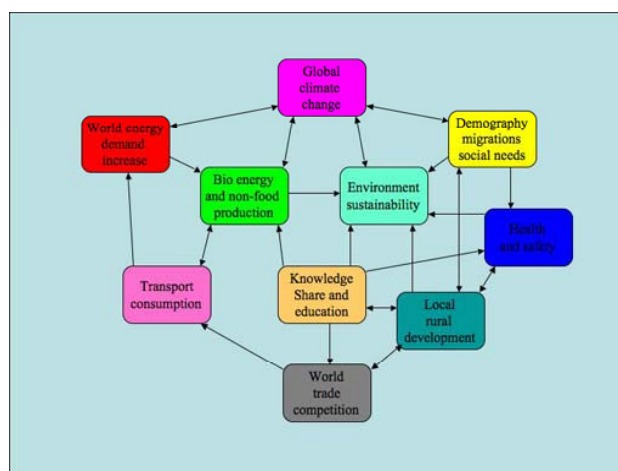 Global
climate
change
World energy
demand
increase
Demography
migrations
social needs
Bio energy
and non-food
production
Environment
sustainability
Health
and safety
Transport
consumption
Knowledge
Share and
education
Local
rural
development
World
trade
competition